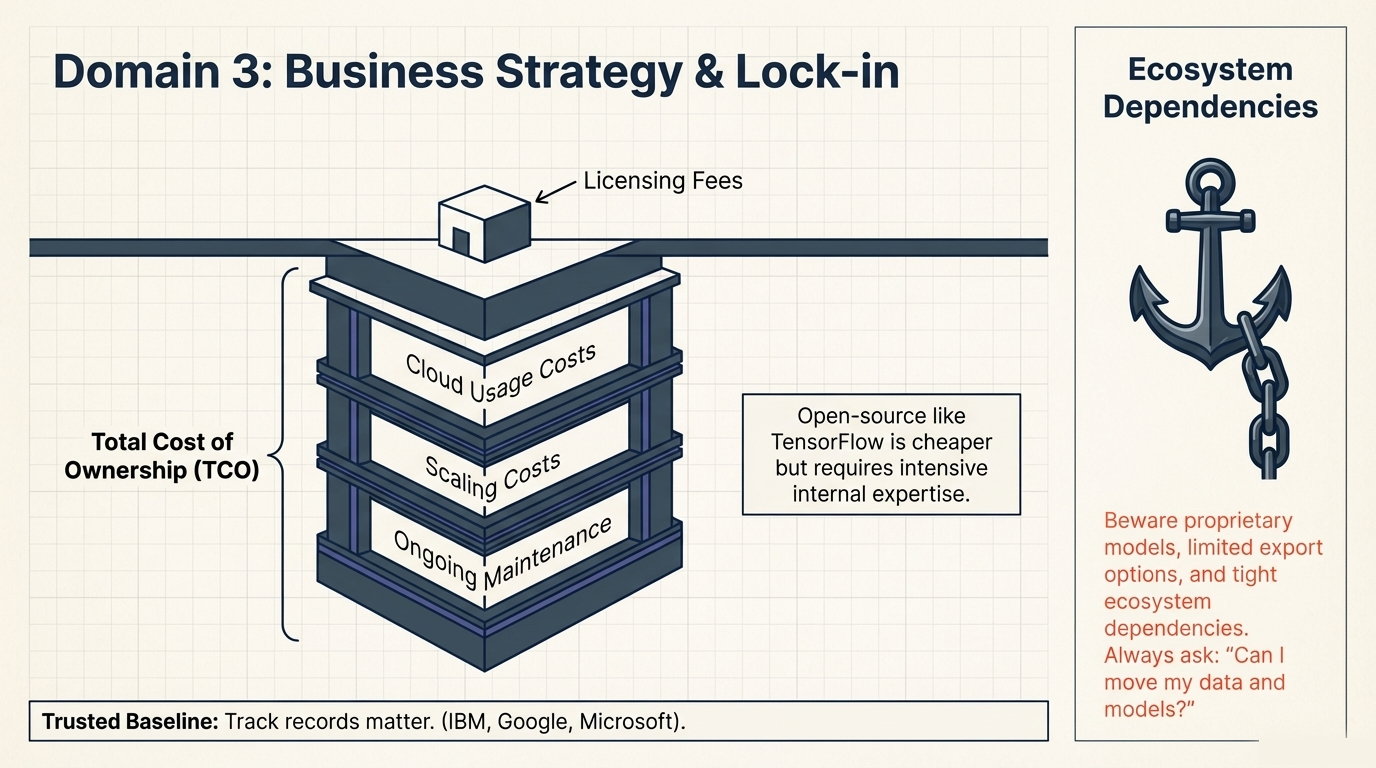 Domain 3: Business Strategy & Lock-in
Licensing Fees
Cloud Usage Costs
Scaling Costs
Ongoing Maintenance
Total Cost of
Ownership (TCO)
Open-source like
TensorFlow is cheaper
but requires intensive
internal expertise.
Trusted Baseline: Track records matter. (IBM, Google, Microsoft).
Ecosystem
Dependencies
Beware proprietary
models, limited export
options, and tight
ecosystem
dependencies.
Always ask: “Can I
move my data and
models?”